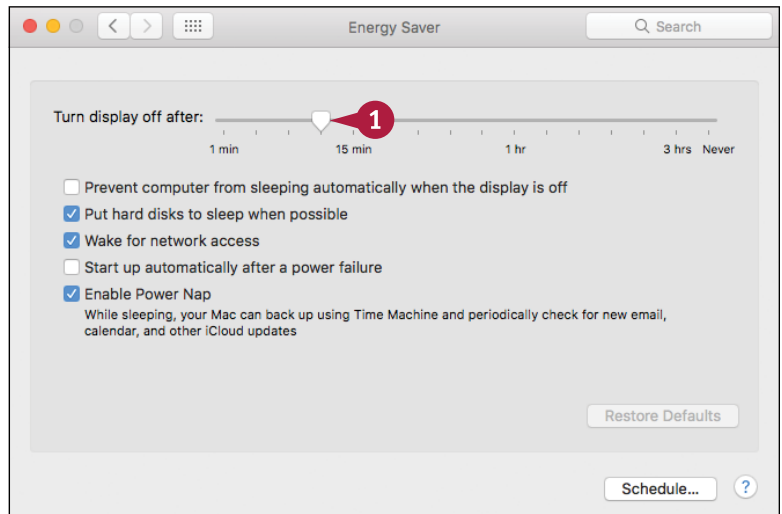 Energy Saver
Search
Turn display off after:
1
1 min 15 min 1 hr 3 hrs Never
Prevent computer from sleeping automatically when the display is off
Put hard disks to sleep when possible
Wake for network access
Start up automatically after a power failure
Enable Power Nap
While sleeping, your Mac can back up using Time Machine and periodically check for new email,
calendar, and other iCloud updates
Restore Defaults
Schedule... ?